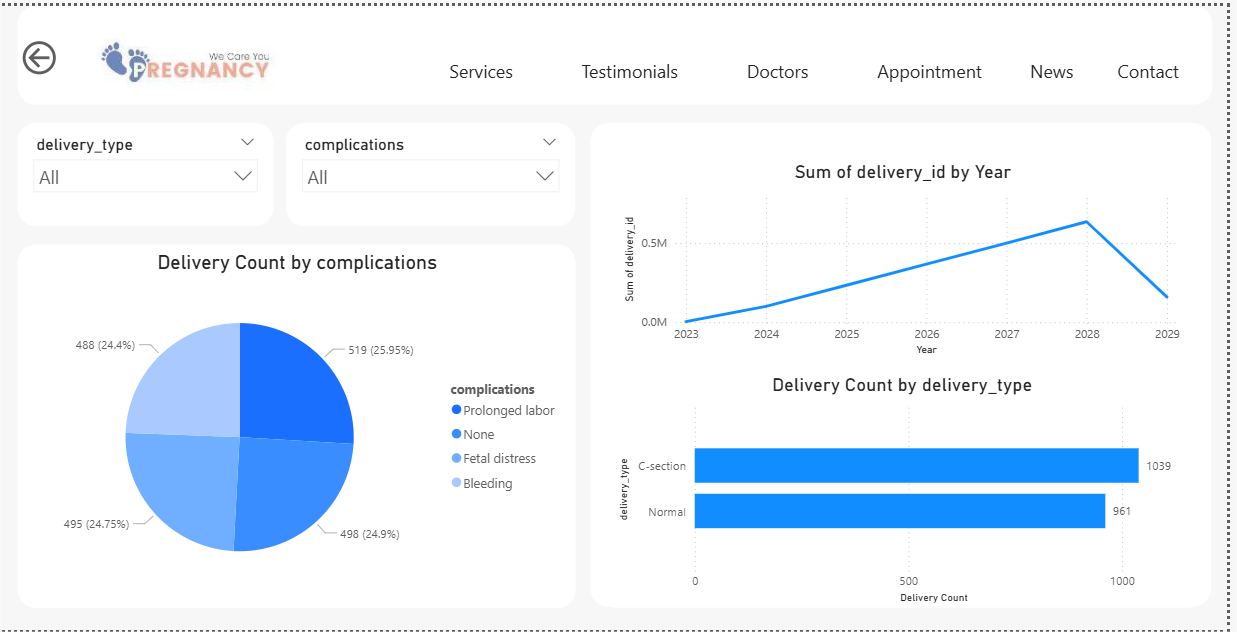 We Care You
PREGNANCY
Services
Testimonials
Doctors
Appointment
News
Contact
delivery_type
All
complications
All
Delivery Count by complications
488 (24.4%)
519 (25.95%)
495 (24.75%)
498 (24.9%)
complications
Prolonged labor
None
Fetal distress
Bleeding
Sum of delivery_id by Year
Sum of delivery_id
0.5M
0.0M
2023 2024 2025 2026 2027 2028 2029
Year
Delivery Count by delivery_type
delivery_type
C-section 1039
Normal 961
0 500 1000
Delivery Count